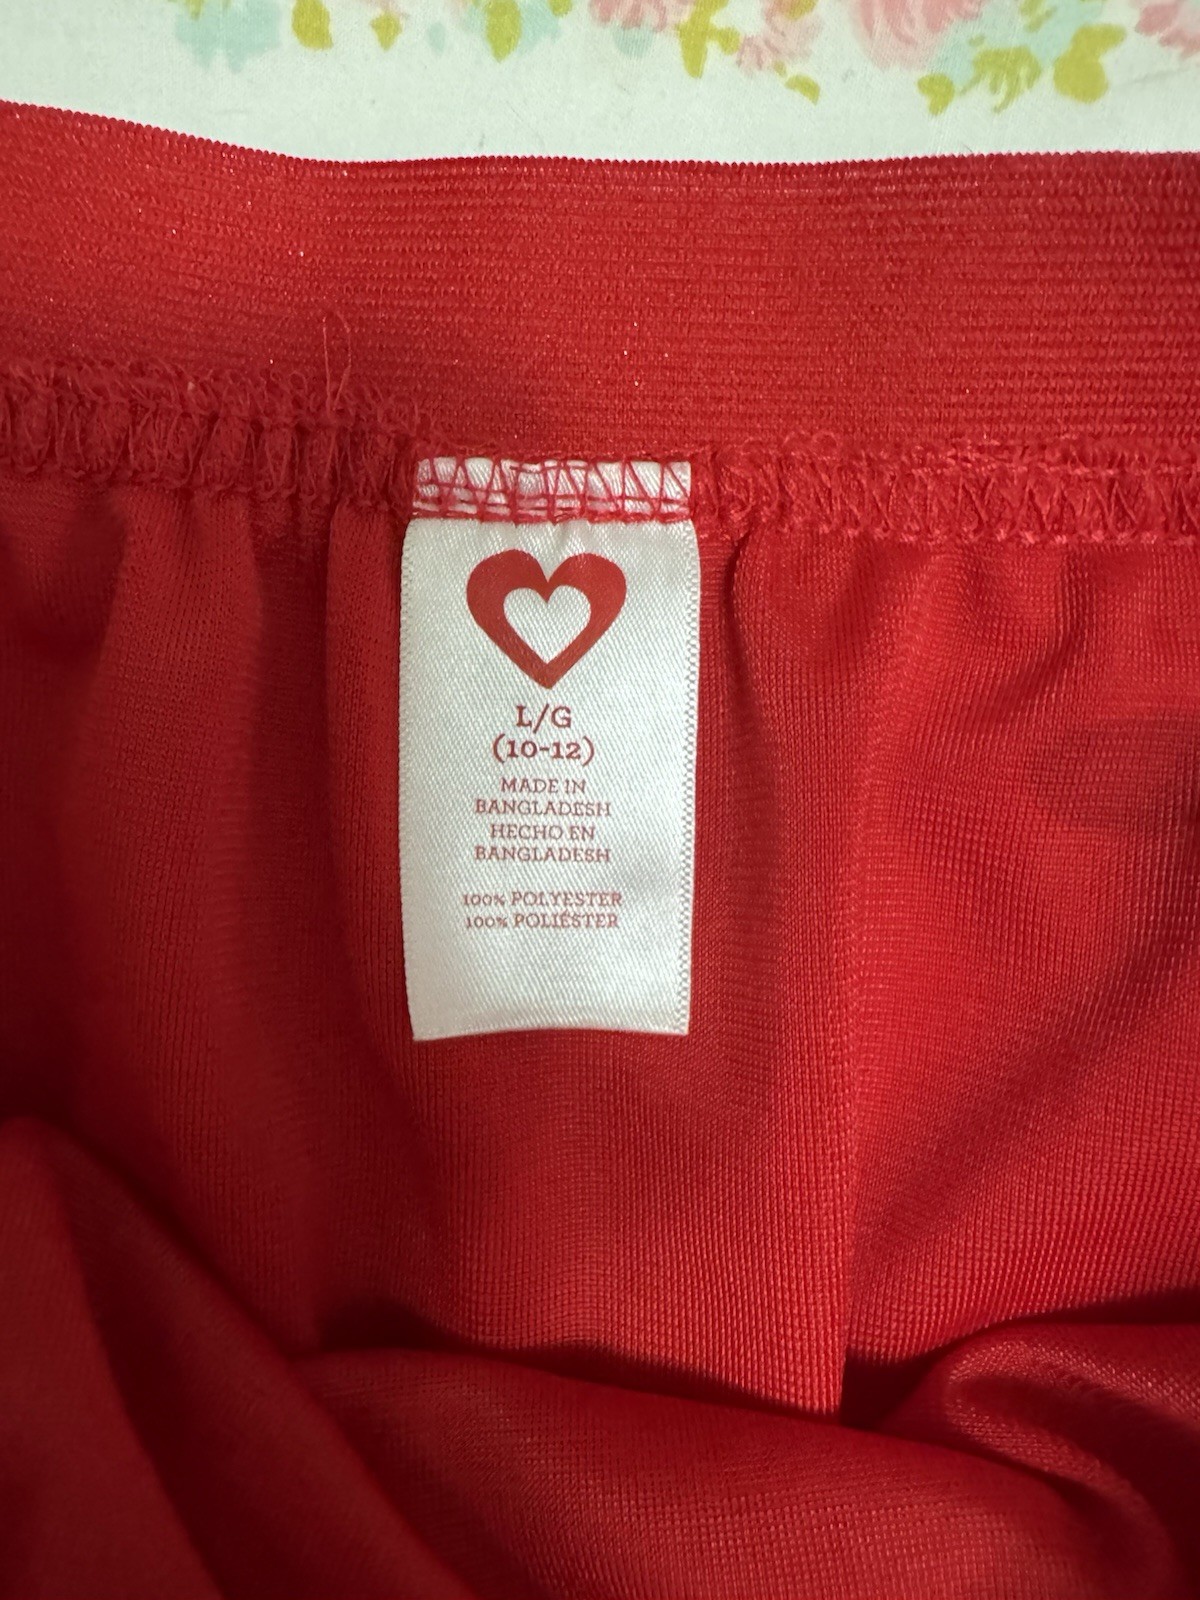 L/G
(10-12)
MADE IN
BANGLADESH
HECHO EN
BANGLADESH
100% POLYESTER
100% POLIÉSTER